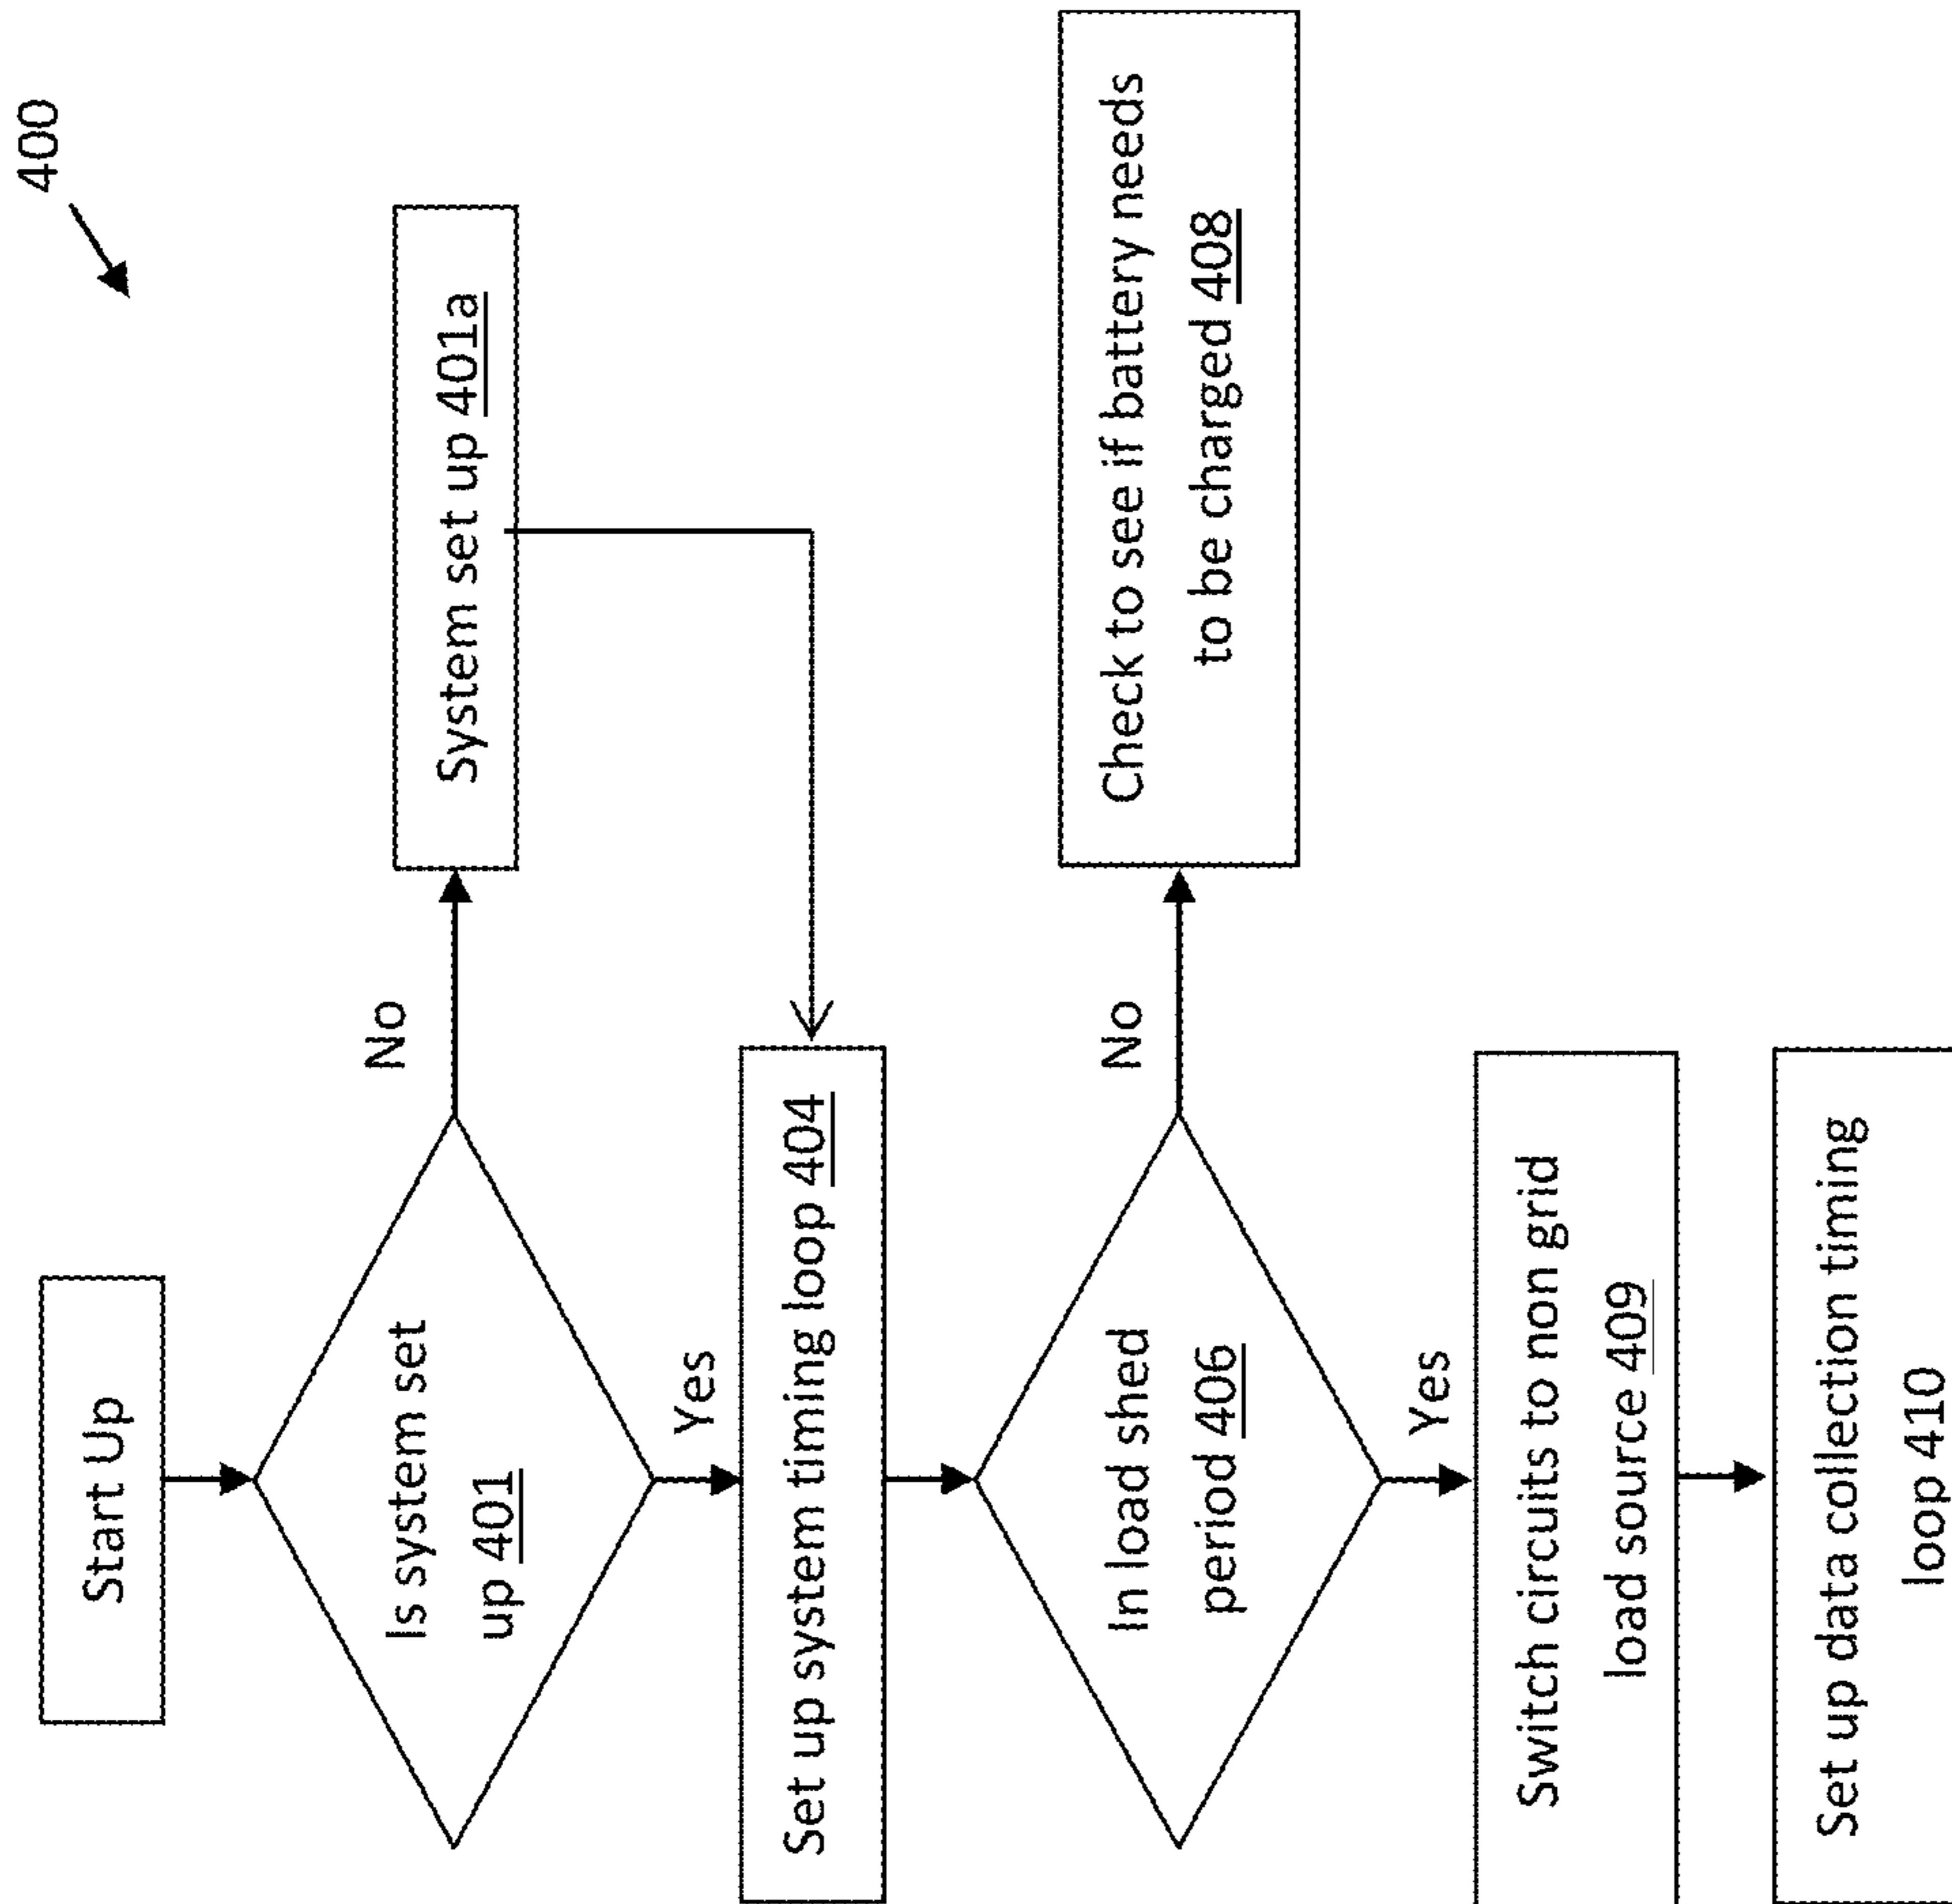 400
Start Up
Is system set
up 401
No
System set up 401a
Yes
Set up system timing loop 404
In load shed
period 406
No
Check to see if battery needs
to be charged 408
Yes
Switch circuits to non grid
load source 409
Set up data collection timing
loop 410